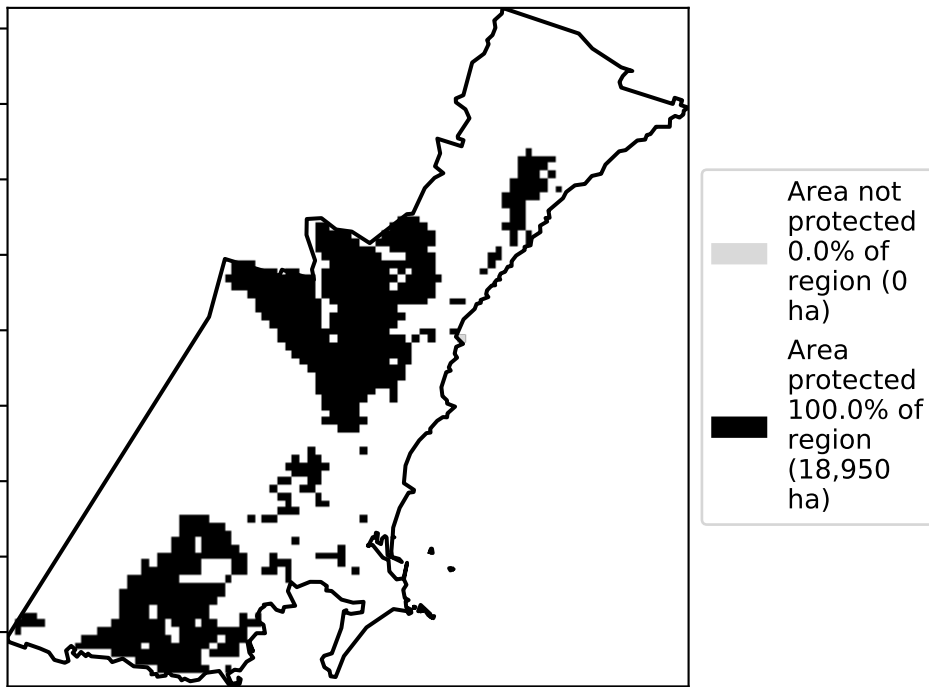 Area not
protected
0.0% of
region (0
ha)
Area
protected
100.0% of
region
(18,950
ha)